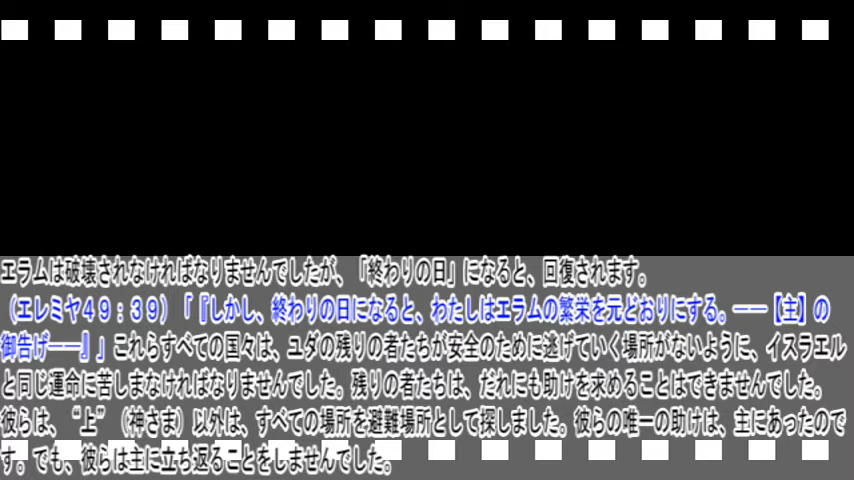 エラムは破壊されなければなりませんでしたが、「終わりの日」になると、回復されます。
（エレミヤ４９：３９）「『しかし、終わりの日になると、わたしはエラムの繁栄を元どおりにする。――【主】の
御告げ――』」これらすべての国々は、ユダの残りの者たちが安全のために逃げていく場所がないように、イスラエル
と同じ運命に苦しまなければなりませんでした。残りの者たちは、だれにも助けを求めることはできませんでした。
彼らは、“上”（神さま）以外は、すべての場所を避難場所として探しました。彼らの唯一の助けは、主にあったので
す。でも、彼らは主に立ち返ることをしませんでした。